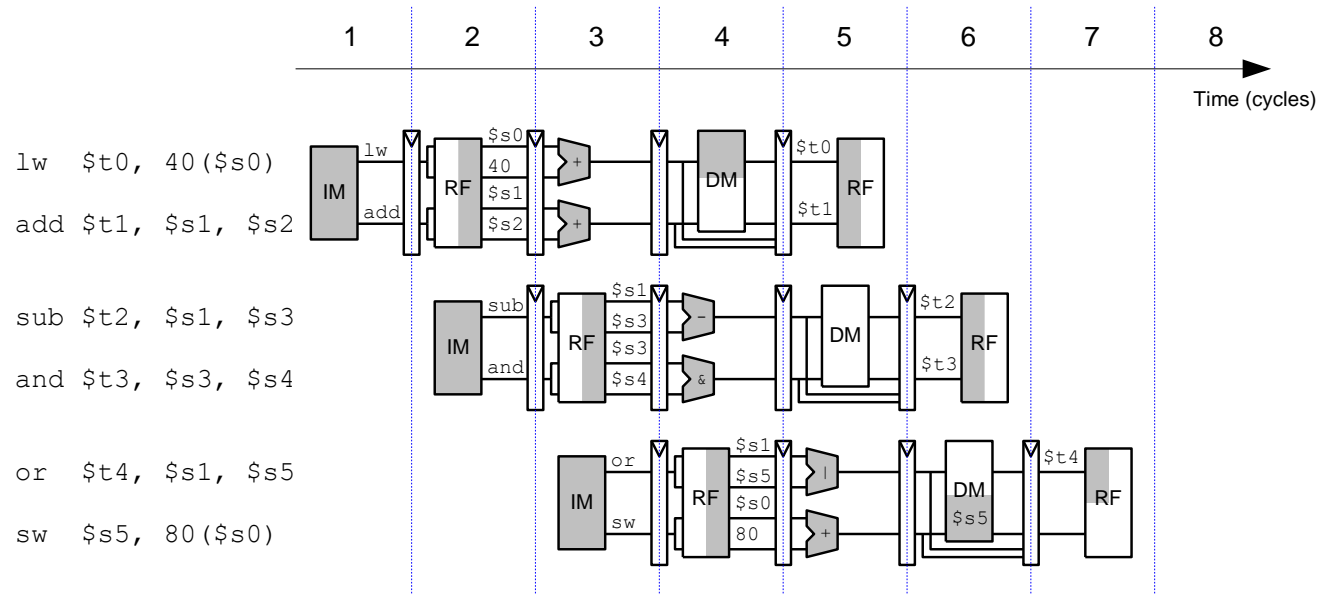 1 2 3 4 5 6 7 8
Time (cycles)
lw $t0, 40($s0)
add $t1, $s1, $s2
IM
lw
add
RF
$s0
40
$s1
$s2
+
+
DM
$t0
$t1
RF
sub $t2, $s1, $s3
and $t3, $s3, $s4
IM
sub
and
RF
$s1
$s3
$s3
$s4
-
&
DM
$t2
$t3
RF
or $t4, $s1, $s5
sw $s5, 80($s0)
IM
or
sw
RF
$s1
$s5
$s0
80
|
+
DM
$s5
$t4
RF